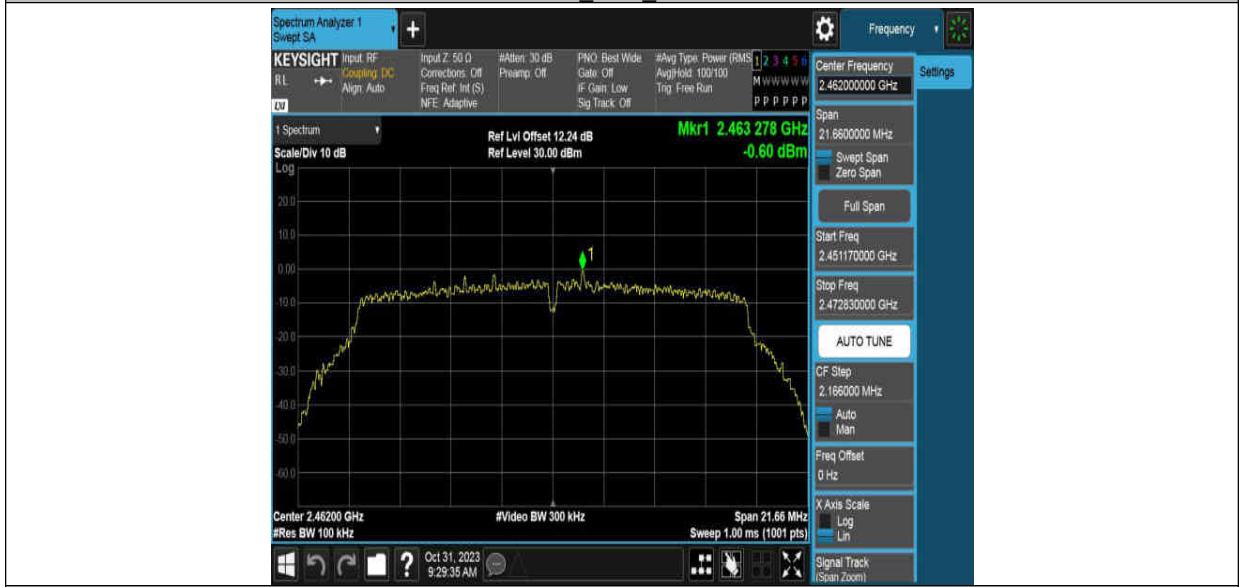 Spectrum Analyzer 1
Swept SA
+
Frequency
KEYSIGHT
RL
LXI
Input: RF
Coupling: DC
Align: Auto
Input Z: 50 Ω
Corrections: Off
Freq Ref: Int (S)
NFE: Adaptive
#Atten: 30 dB
Preamp: Off
PNO: Best Wide
Gate: Off
IF Gain: Low
Sig Track: Off
#Avg Type: Power (RMS
Avg|Hold: 100/100
Trig: Free Run
1 2 3 4 5 6
M W W W W W
P P P P P P
1 Spectrum
Scale/Div 10 dB
Log
Ref Lvl Offset 12.24 dB
Ref Level 30.00 dBm
Mkr1 2.463 278 GHz
-0.60 dBm
20.0
10.0
0.00
-10.0
-20.0
-30.0
-40.0
-50.0
-60.0
1
Center 2.46200 GHz
#Res BW 100 kHz
#Video BW 300 kHz
Span 21.66 MHz
Sweep 1.00 ms (1001 pts)
?
Oct 31, 2023
9:29:35 AM
Center Frequency
2.462000000 GHz
Settings
Span
21.6600000 MHz
Swept Span
Zero Span
Full Span
Start Freq
2.451170000 GHz
Stop Freq
2.472830000 GHz
AUTO TUNE
CF Step
2.166000 MHz
Auto
Man
Freq Offset
0 Hz
X Axis Scale
Log
Lin
Signal Track
(Span Zoom)